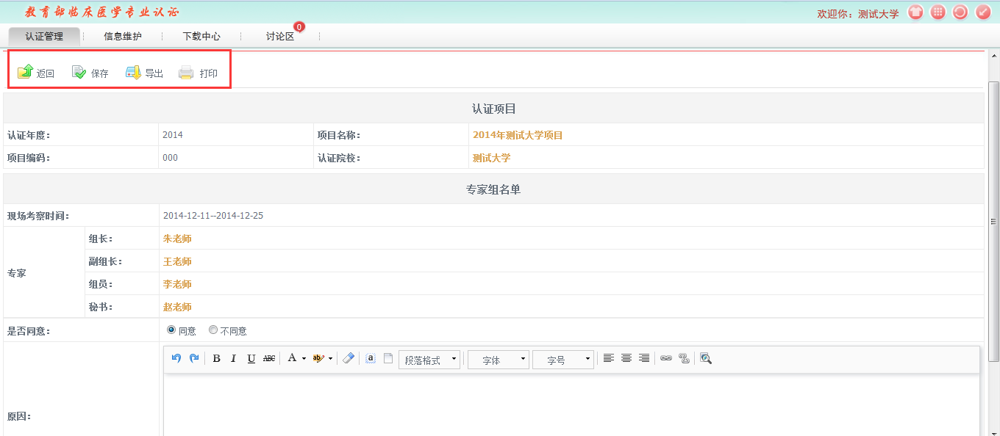 教育部临床医学专业认证
欢迎你：测试大学
认证管理 信息维护 下载中心 讨论区 0
返回 保存 导出 打印
认证项目
认证年度： 2014 项目名称： 2014年测试大学项目
项目编码： 000 认证院校： 测试大学
专家组名单
现场考察时间： 2014-12-11--2014-12-25
专家
组长： 朱老师
副组长： 王老师
组员： 李老师
秘书： 赵老师
是否同意： 同意 不同意
B I U ABC A ab a 段落格式 字体 字号
原因：